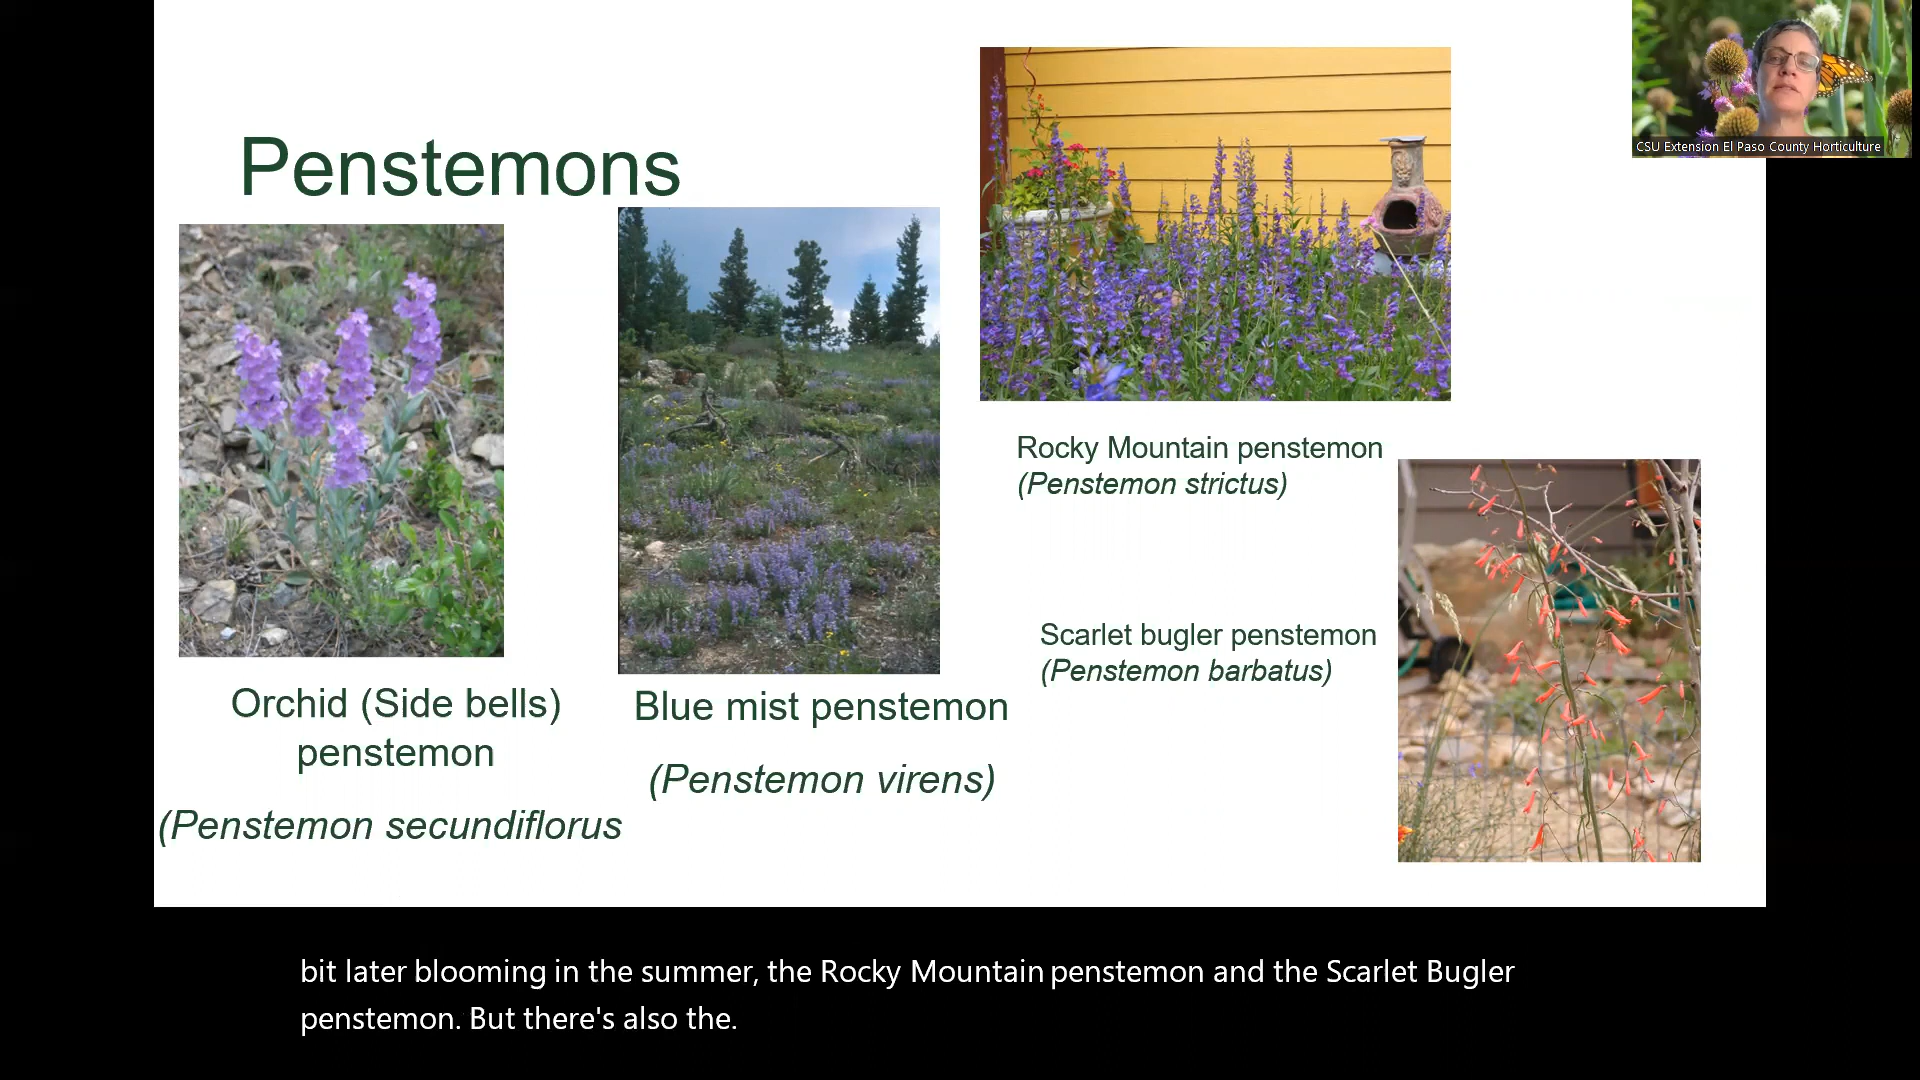 Penstemons
Orchid (Side bells)
penstemon
(Penstemon secundiflorus
Blue mist penstemon
(Penstemon virens)
Rocky Mountain penstemon
(Penstemon strictus)
Scarlet bugler penstemon
(Penstemon barbatus)
CSU Extension El Paso County Horticulture
bit later blooming in the summer, the Rocky Mountain penstemon and the Scarlet Bugler
penstemon. But there's also the.